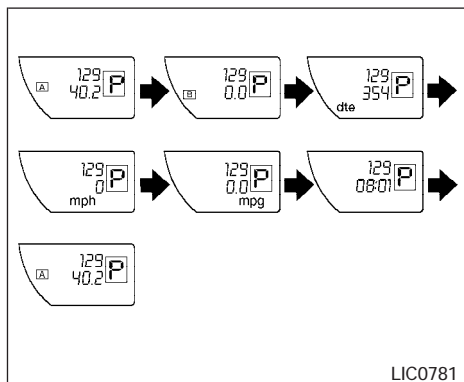 A 129 40.2 P
B 129 0.0 P
129 354 P
dte
129 0 P
mph
129 0.0 P
mpg
129 08:01 P
A 129 40.2 P
LIC0781